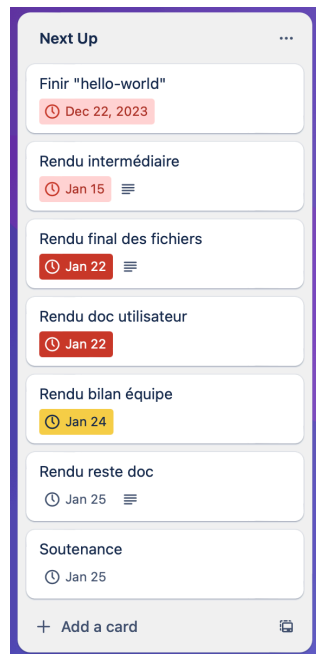 Next Up
Finir "hello-world"
Dec 22, 2023
Rendu intermédiaire
Jan 15
Rendu final des fichiers
Jan 22
Rendu doc utilisateur
Jan 22
Rendu bilan équipe
Jan 24
Rendu reste doc
Jan 25
Soutenance
Jan 25
Add a card